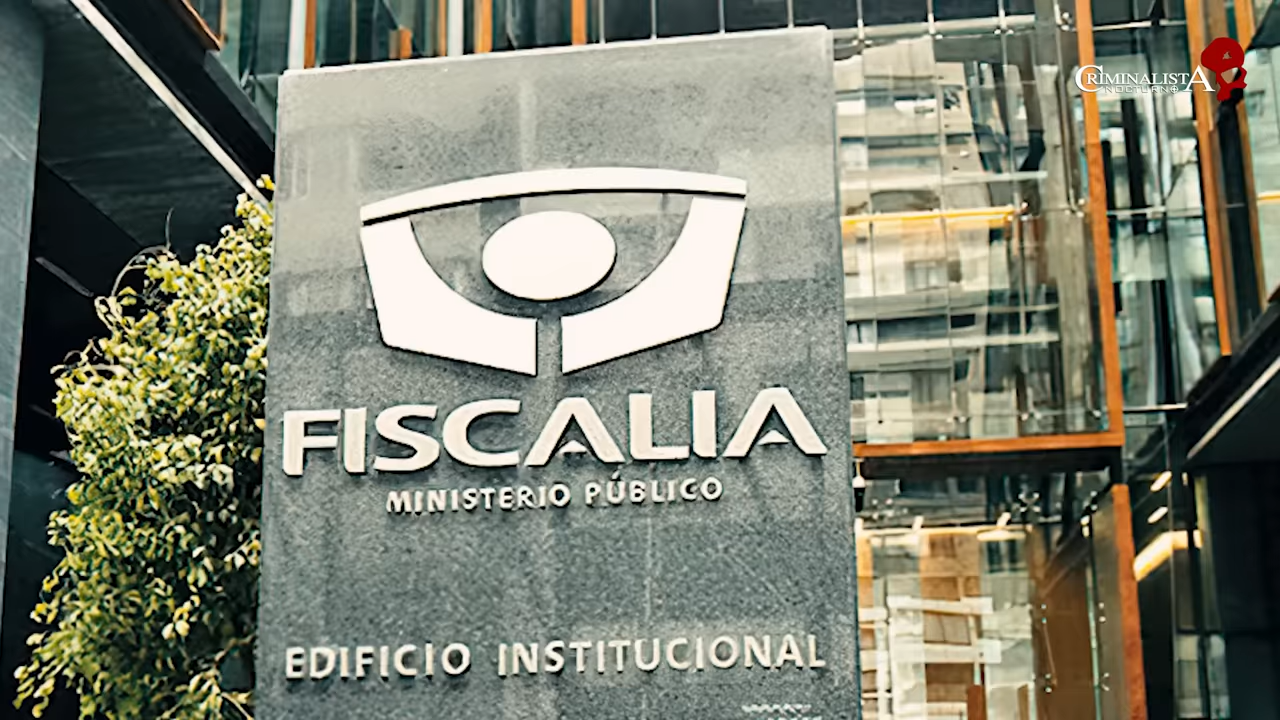 CRIMINALISTA
NOCTURNO
FISCALIA
MINISTERIO PÚBLICO
EDIFICIO INSTITUCIONAL